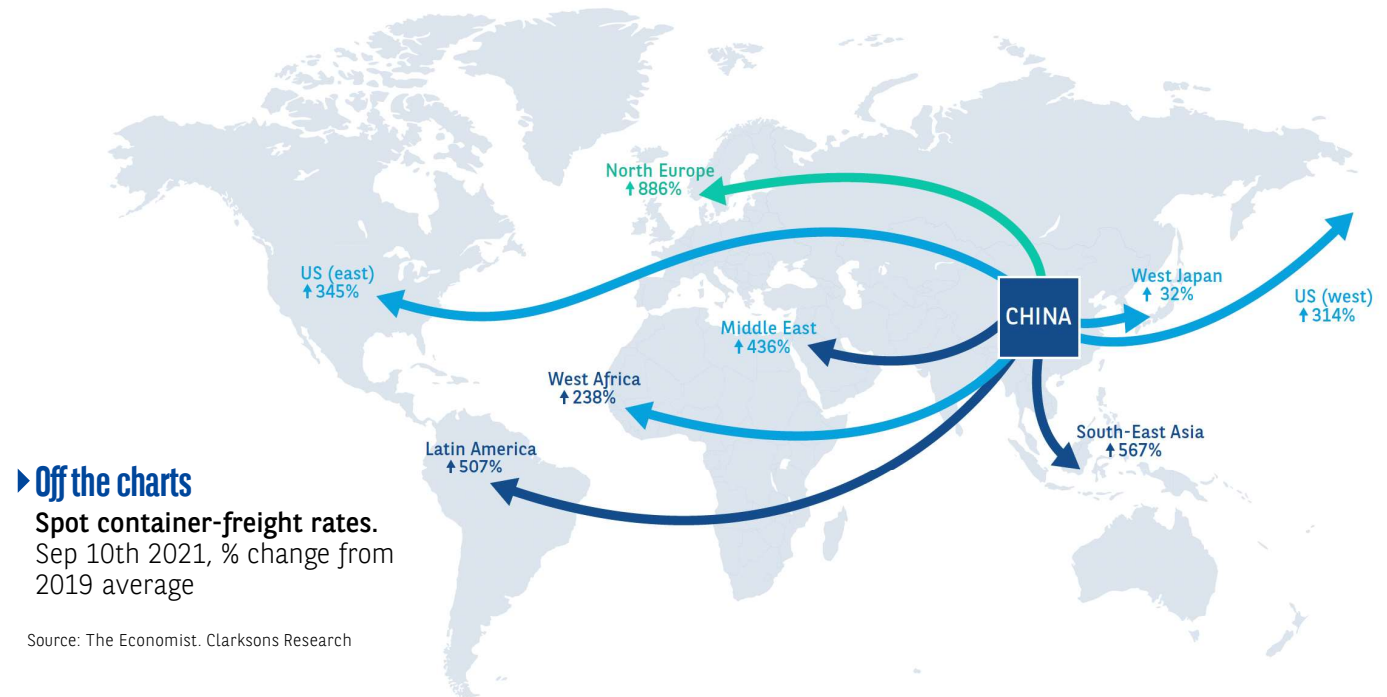 North Europe
↑ 886%
US (east)
↑ 345%
West Japan
↑ 32%
US (west)
↑ 314%
CHINA
Middle East
↑ 436%
West Africa
↑ 238%
South-East Asia
↑ 567%
Latin America
↑ 507%
Off the charts
Spot container-freight rates.
Sep 10th 2021, % change from
2019 average
Source: The Economist. Clarksons Research